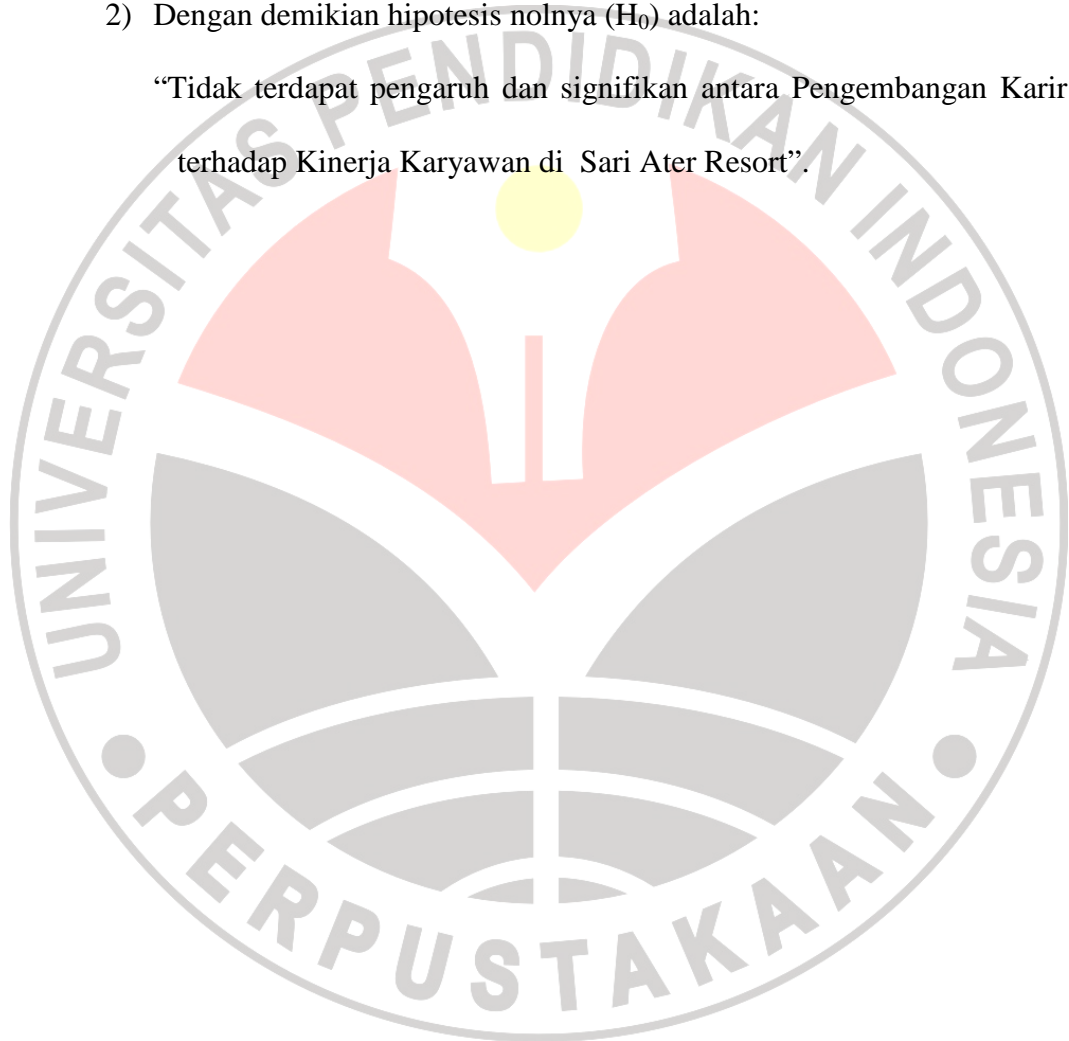 2) Dengan demikian hipotesis nolnya (H₀) adalah:
“Tidak terdapat pengaruh dan signifikan antara Pengembangan Karir
terhadap Kinerja Karyawan di Sari Ater Resort”.
UNIVERSITAS PENDIDIKAN INDONESIA
PERPUSTAKAAN